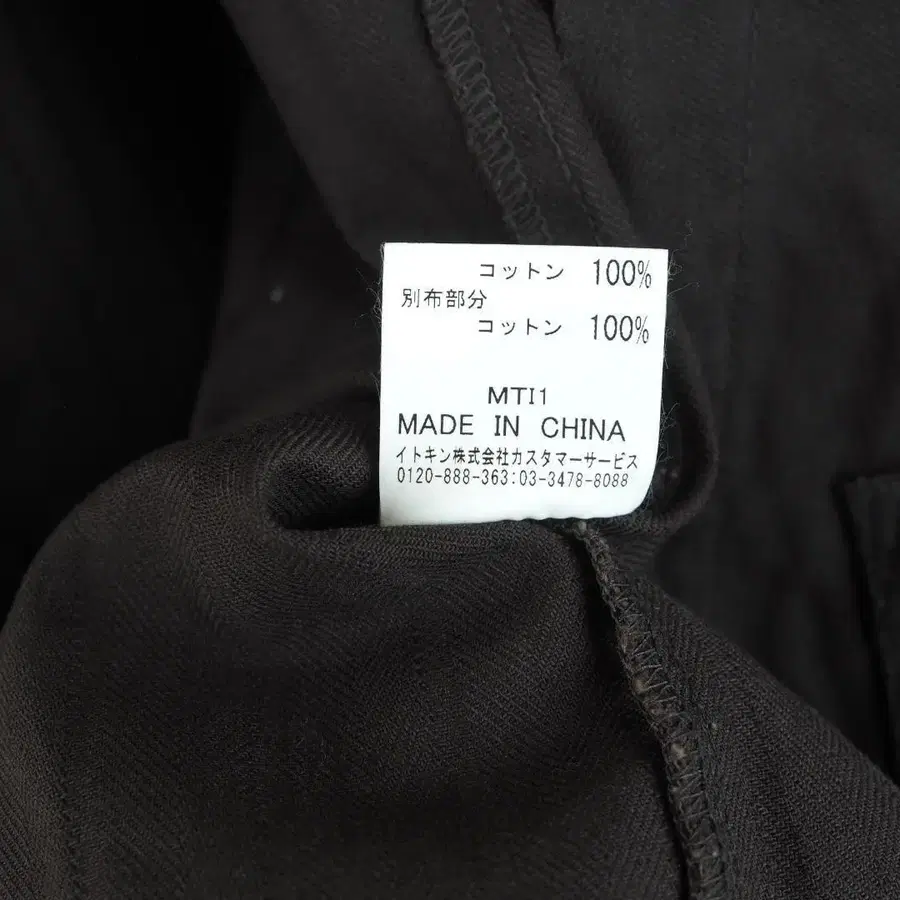 コットン 100%
別布部分
コットン 100%
MTI1
MADE IN CHINA
イトキン株式会社カスタマーサービス
0120-888-363:03-3478-8088